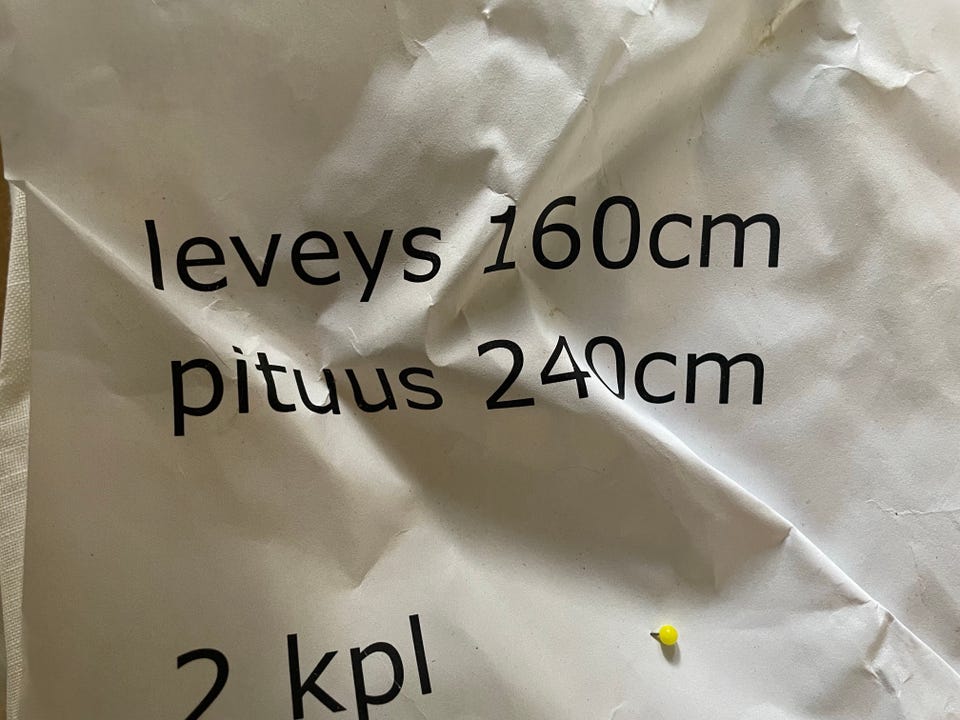 leveys 160cm
pituus 240cm
2 kpl